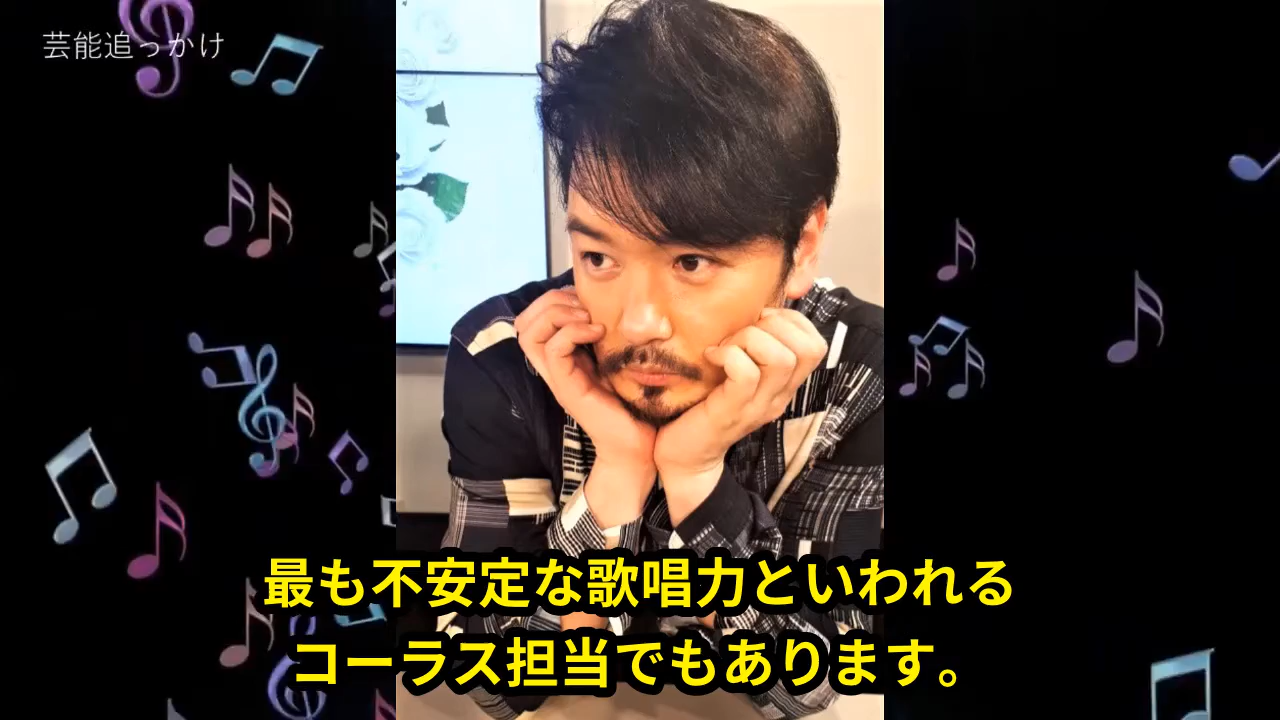 芸能追っかけ
最も不安定な歌唱力といわれる
コーラス担当でもあります。